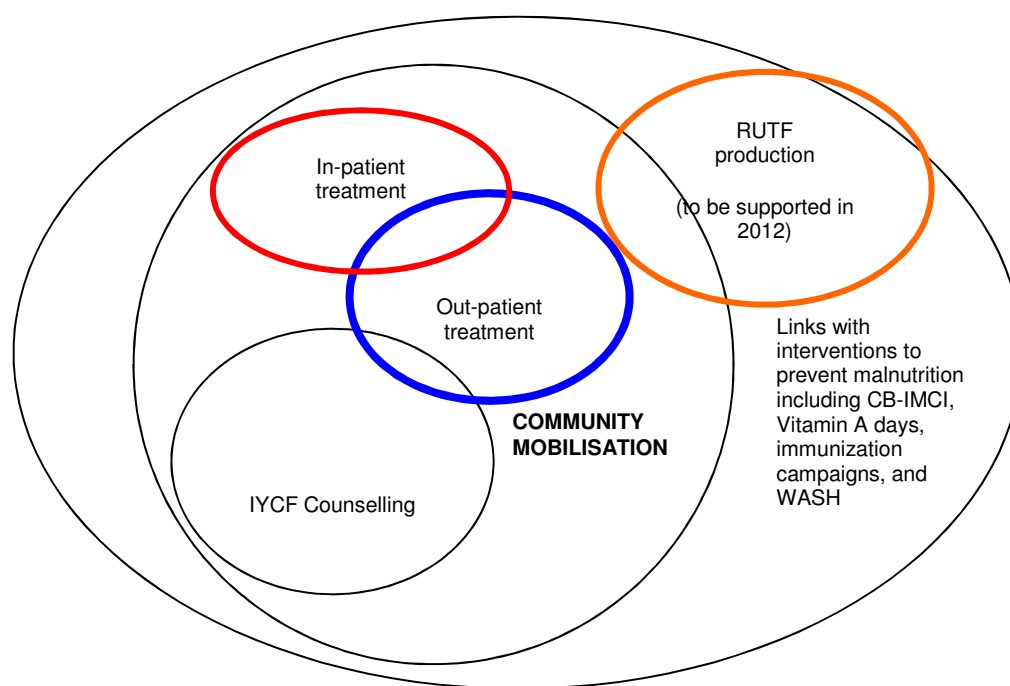 RUTF
production
(to be supported in
2012)
In-patient
treatment
Out-patient
treatment
Links with
interventions to
prevent malnutrition
including CB-IMCI,
Vitamin A days,
immunization
campaigns, and
WASH
COMMUNITY
MOBILISATION
IYCF Counselling